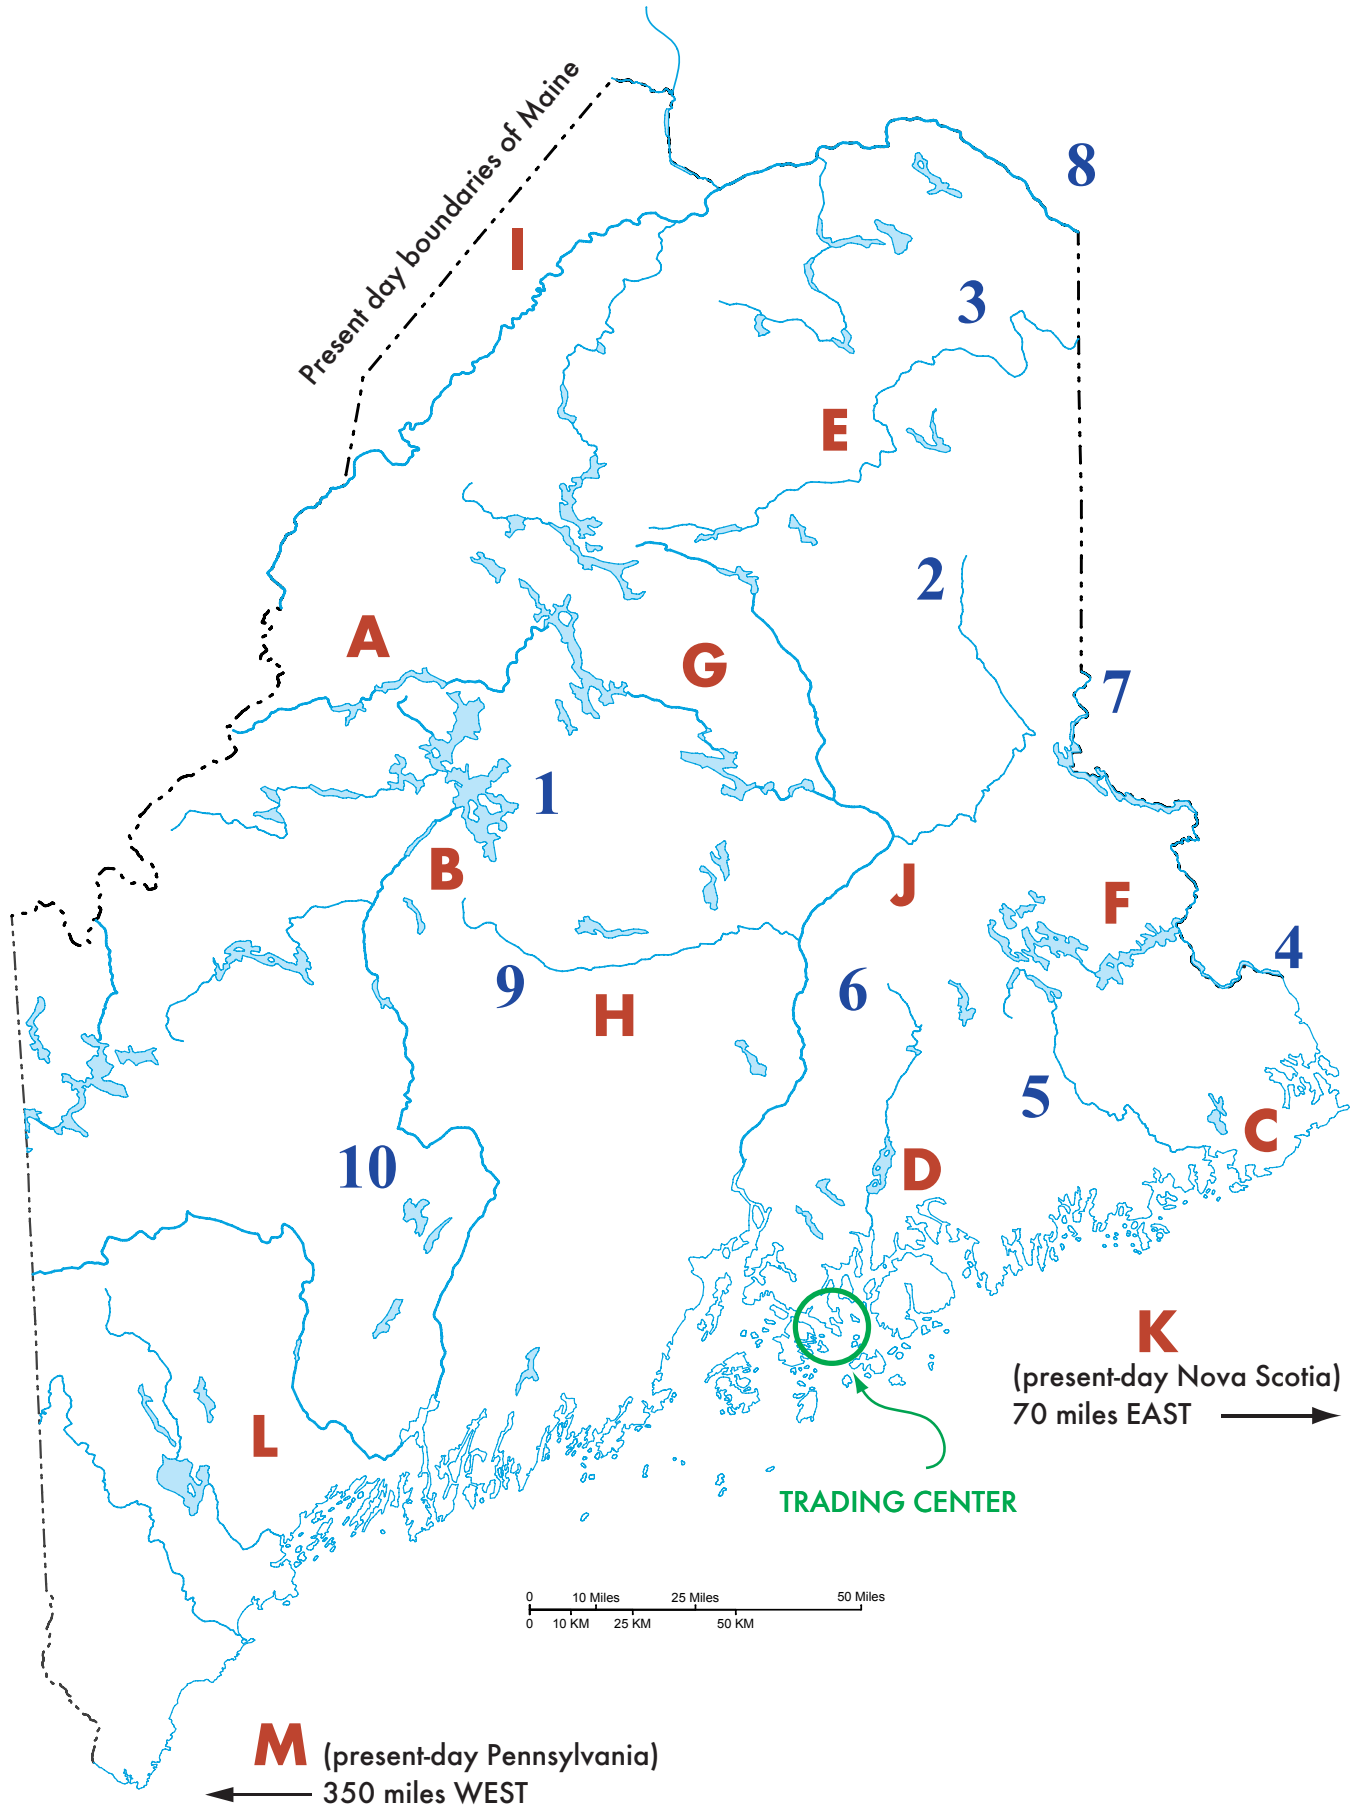 Present day boundaries of Maine
8
I
3
E
2
A
G
7
1
B
J
F
4
9
6
H
5
C
10
D
K
(present-day Nova Scotia)
70 miles EAST
L
TRADING CENTER
0 10 Miles 25 Miles 50 Miles
0 10 KM 25 KM 50 KM
M (present-day Pennsylvania)
350 miles WEST